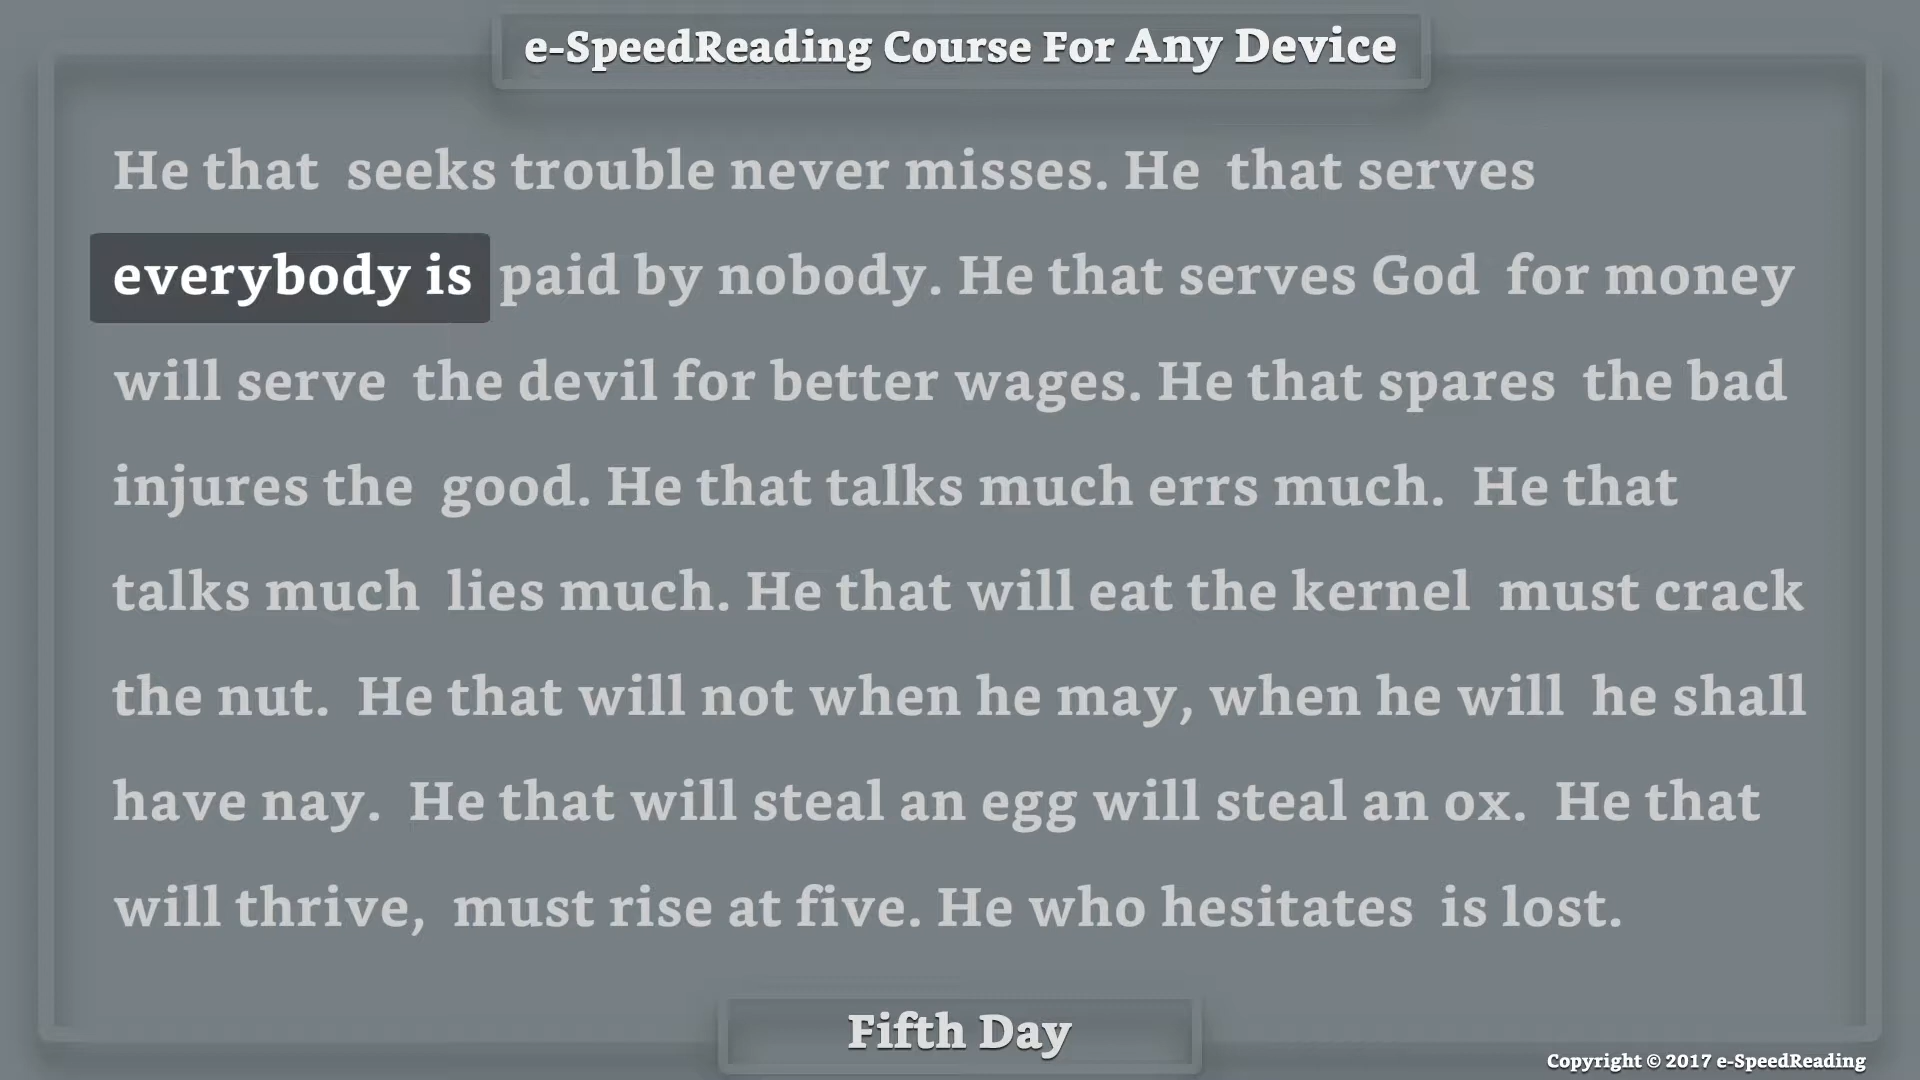 e-SpeedReading Course For Any Device
He that seeks trouble never misses. He that serves
everybody is paid by nobody. He that serves God for money
will serve the devil for better wages. He that spares the bad
injures the good. He that talks much errs much. He that
talks much lies much. He that will eat the kernel must crack
the nut. He that will not when he may, when he will he shall
have nay. He that will steal an egg will steal an ox. He that
will thrive, must rise at five. He who hesitates is lost.
Fifth Day
Copyright © 2017 e-SpeedReading